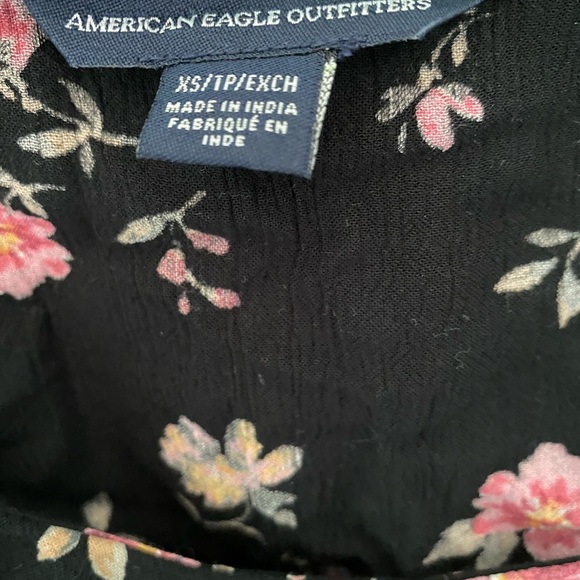 AMERICAN EAGLE OUTFITTERS
XS/TP/EXCH
MADE IN INDIA
FABRIQUÉ EN
INDE